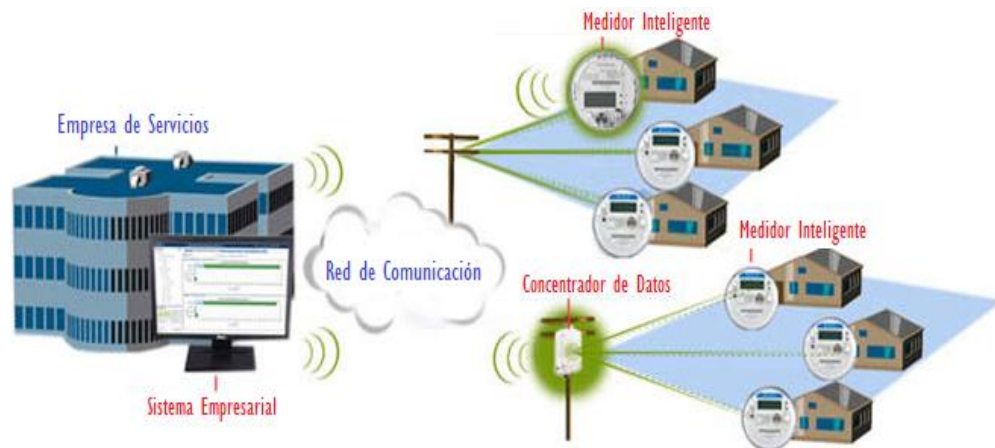 Medidor Inteligente
Empresa de Servicios
Red de Comunicación
Medidor Inteligente
Concentrador de Datos
Sistema Empresarial